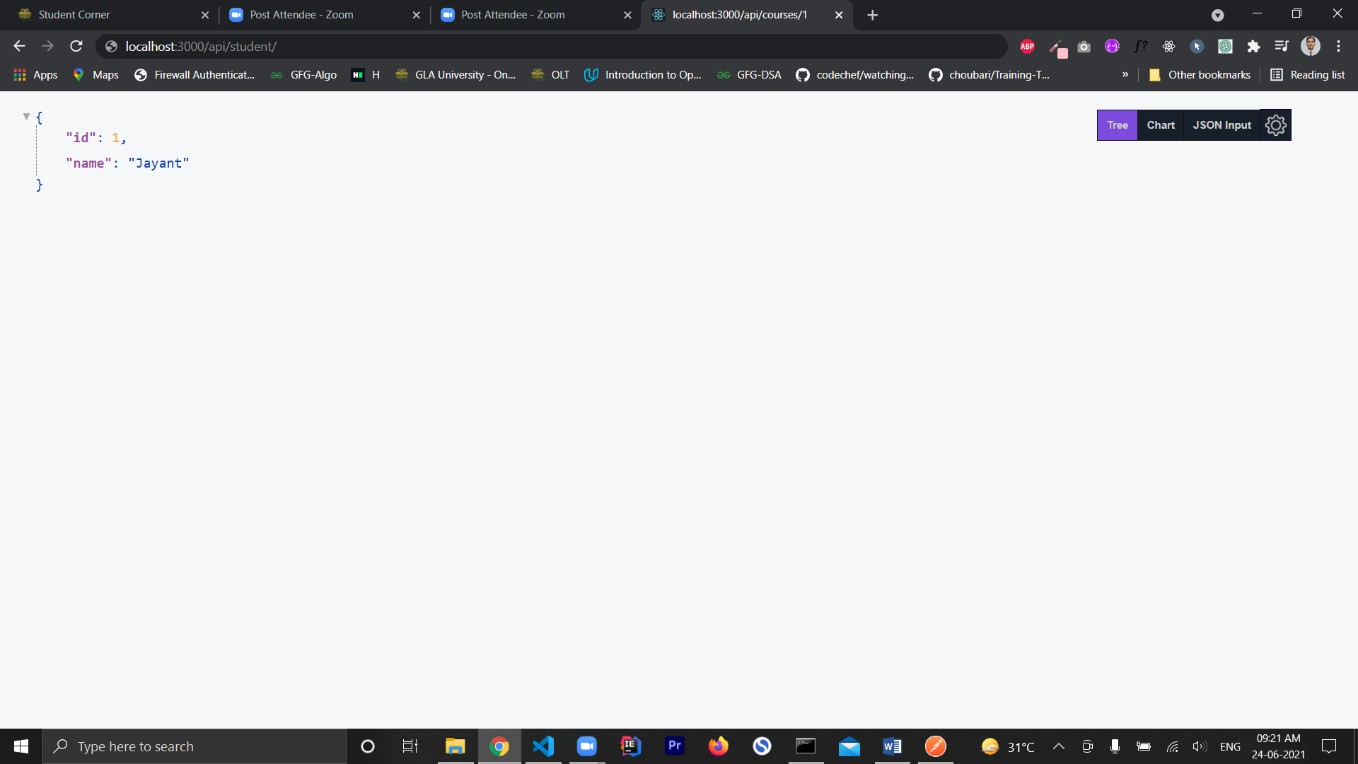 Student Corner
Post Attendee - Zoom
Post Attendee - Zoom
localhost:3000/api/courses/1
localhost:3000/api/student/
ABP
f?
Apps
Maps
Firewall Authenticat...
GFG-Algo
H
GLA University - On...
OLT
Introduction to Op...
GFG-DSA
codechef/watching...
choubari/Training-T...
»
Other bookmarks
Reading list
{
"id": 1,
"name": "Jayant"
}
Tree
Chart
JSON Input
Type here to search
IE
Pr
31°C
ENG
09:21 AM
24-06-2021